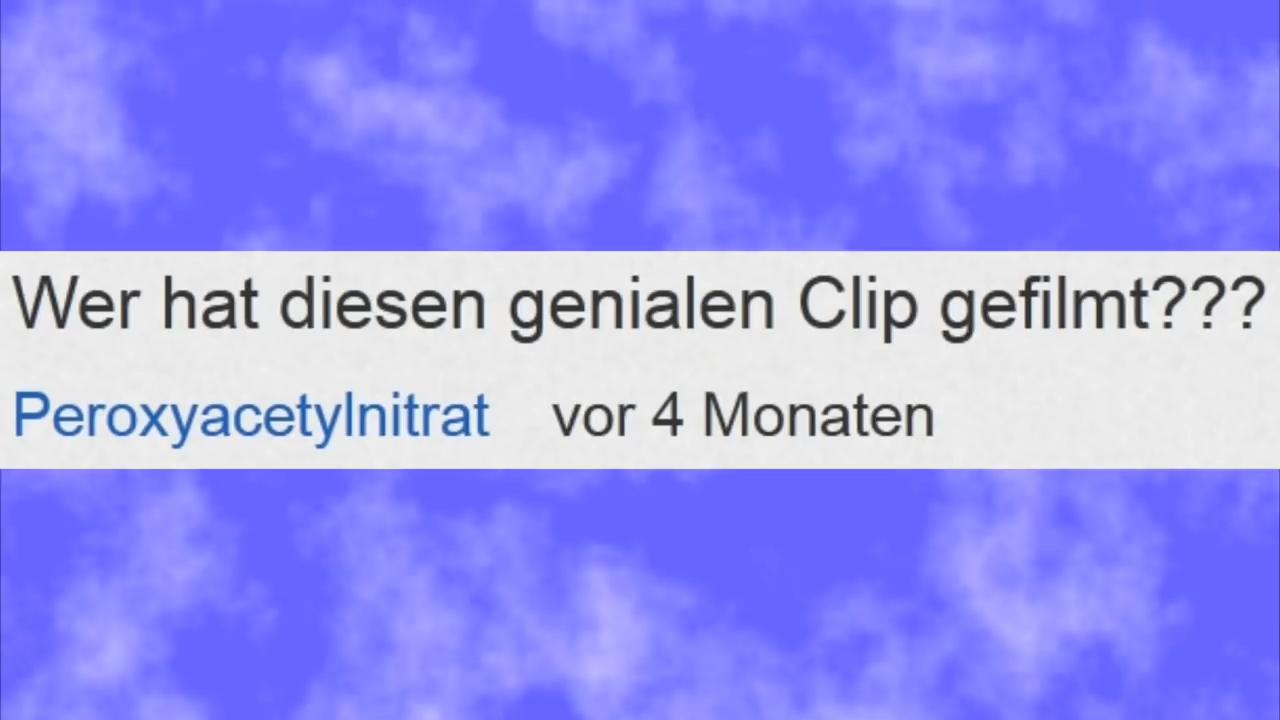 Wer hat diesen genialen Clip gefilmt???
Peroxyacetylnitrat vor 4 Monaten